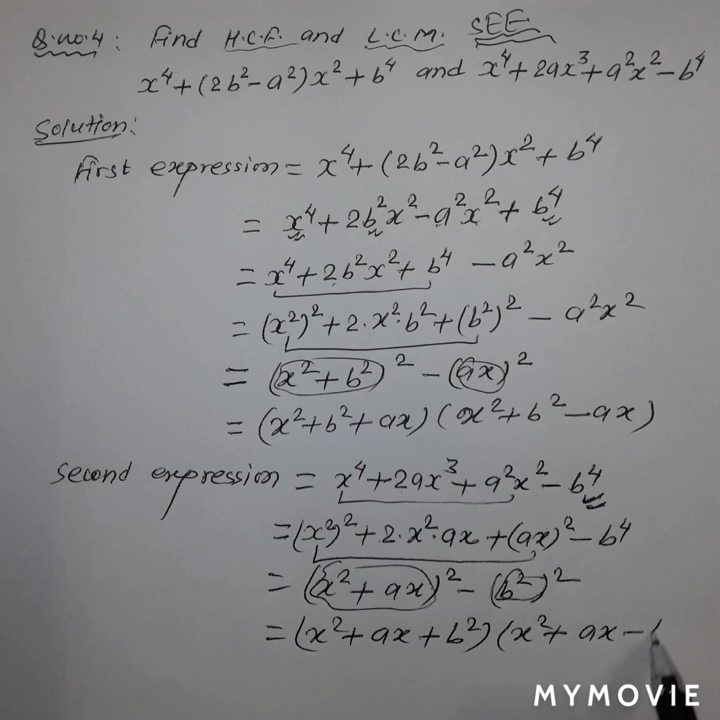 Q.no.4: Find H.C.F. and L.C.M. SEE
x⁴+(2b²-a²)x²+b⁴ and x⁴+2ax³+a²x²-b⁴
Solution:
First expression = x⁴+(2b²-a²)x²+b⁴
= x⁴+2b²x²-a²x²+b⁴
= x⁴+2b²x²+b⁴-a²x²
= (x²)²+2.x².b²+(b²)²-a²x²
= (x²+b²)²-(ax)²
= (x²+b²+ax)(x²+b²-ax)
Second expression = x⁴+2ax³+a²x²-b⁴
=(x²)²+2.x².ax+(ax)²-b⁴
= (x²+ax)²-(b²)²
= (x²+ax+b²)(x²+ax-
MYMOVIE